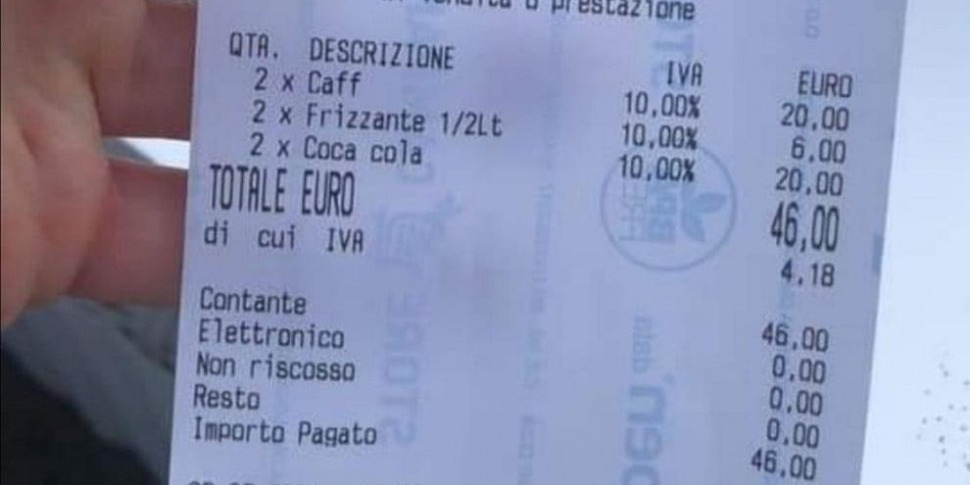 o prestazione
QTA. DESCRIZIONE IVA EURO
2 x Caff 10,00% 20,00
2 x Frizzante 1/2Lt 10,00% 6,00
2 x Coca cola 10,00% 20,00
TOTALE EURO 46,00
di cui IVA 4,18
Contante 46,00
Elettronico 0,00
Non riscosso 0,00
Resto 0,00
Importo Pagato 46,00